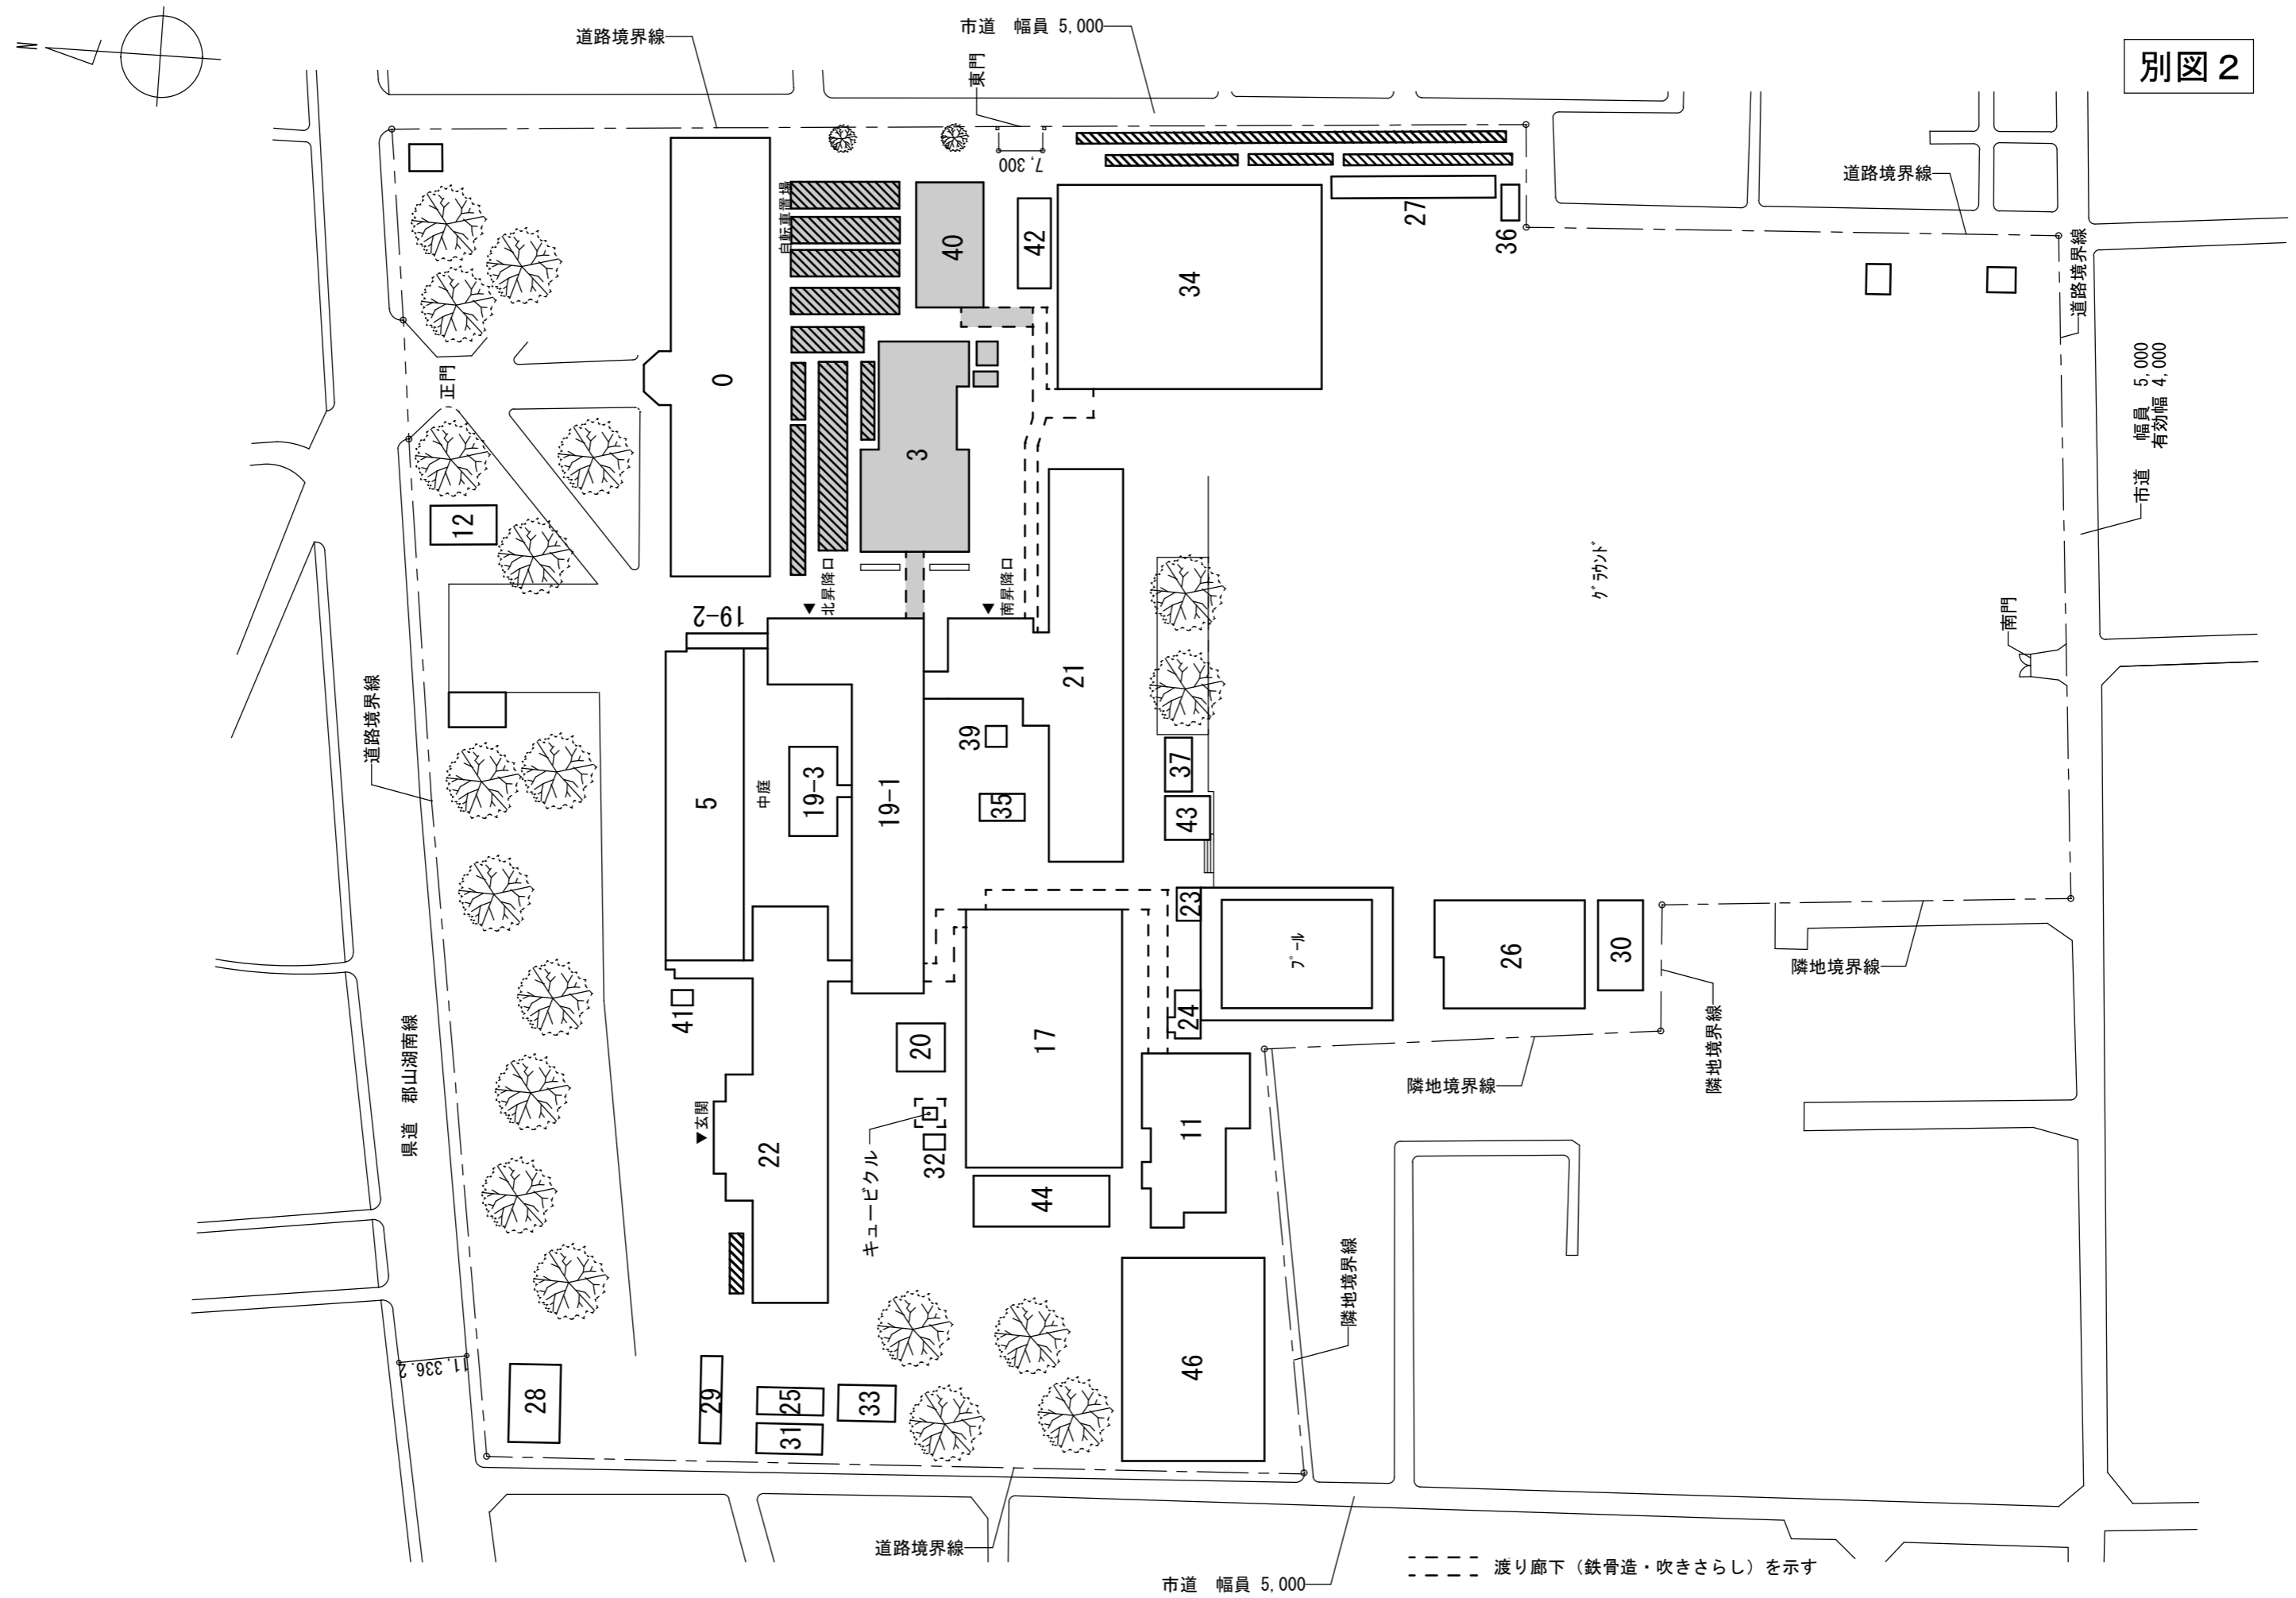 別図2
N
道路境界線
市道 幅員 5,000
東門
7,300
道路境界線
道路境界線
自転車置場
40
42
34
27
36
0
正門
3
12
市道 幅員 5,000
有効幅 4,000
北昇降口
南昇降口
19-2
グラウンド
南門
21
道路境界線
39
37
5
中庭
19-3
19-1
35
43
23
プール
26
30
隣地境界線
41
20
17
24
隣地境界線
県道 郡山湖南線
隣地境界線
玄関
22
キュービクル
32
11
44
隣地境界線
11,336.2
46
28
29
25
33
31
道路境界線
市道 幅員 5,000
渡り廊下（鉄骨造・吹きさらし）を示す